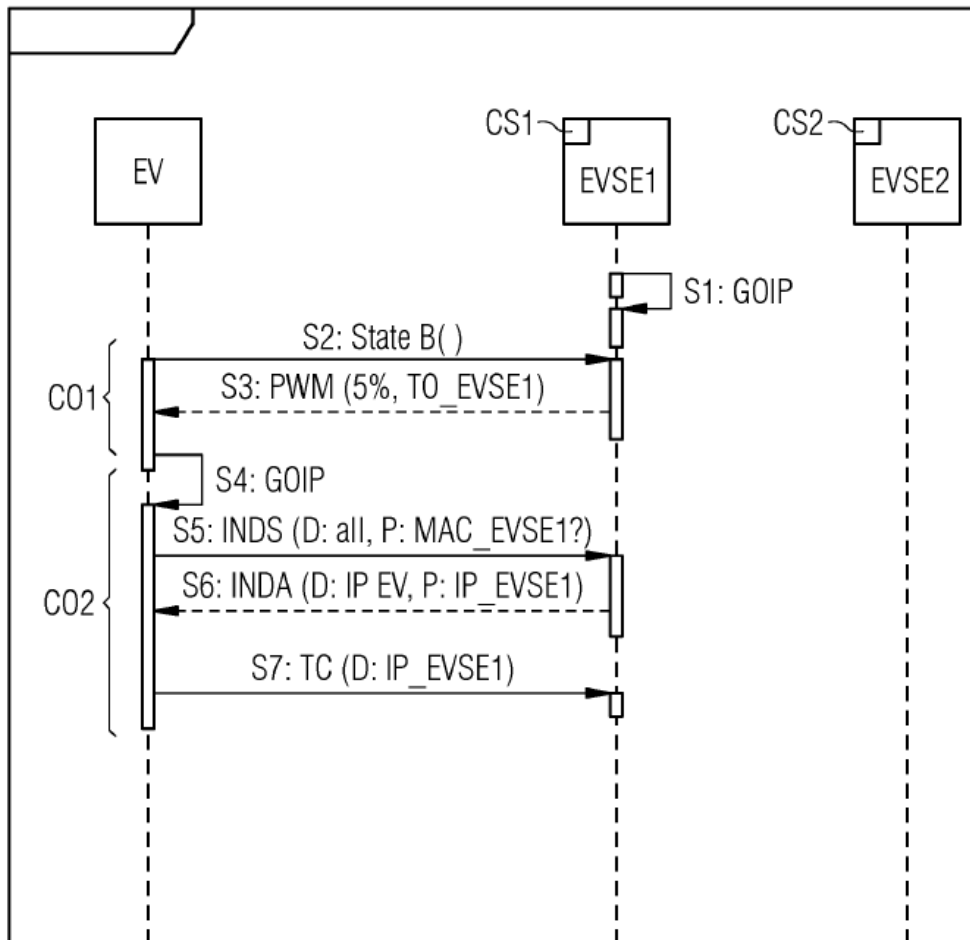 CS1
CS2
EV
EVSE1
EVSE2
S1: GOIP
S2: State B( )
CO1
S3: PWM (5%, TO_EVSE1)
S4: GOIP
S5: INDS (D: all, P: MAC_EVSE1?)
CO2
S6: INDA (D: IP EV, P: IP_EVSE1)
S7: TC (D: IP_EVSE1)